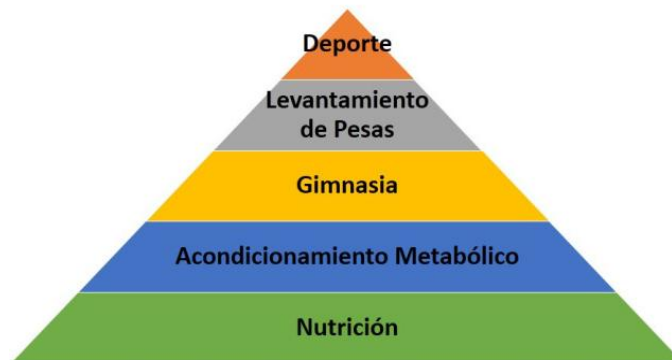 Deporte
Levantamiento
de Pesas
Gimnasia
Acondicionamiento Metabólico
Nutrición